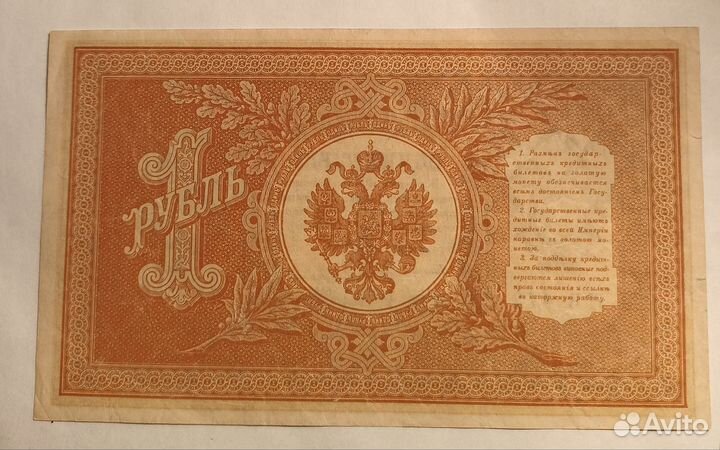 1
РУБЛЬ
1. Размѣнъ государ-
ственныхъ кредитныхъ
билетовъ на золотую
монету обезпечивается
всѣмъ достояніемъ Госу-
дарства.
2. Государственные кре-
дитные билеты имѣютъ
хожденіе во всей Имперіи
наравнѣ съ золотою мо-
нетою.
3. За поддѣлку кредит-
ныхъ билетовъ виновные под-
вергаются лишенію всѣхъ
правъ состоянія и ссылкѣ
въ каторжную работу.
Avito